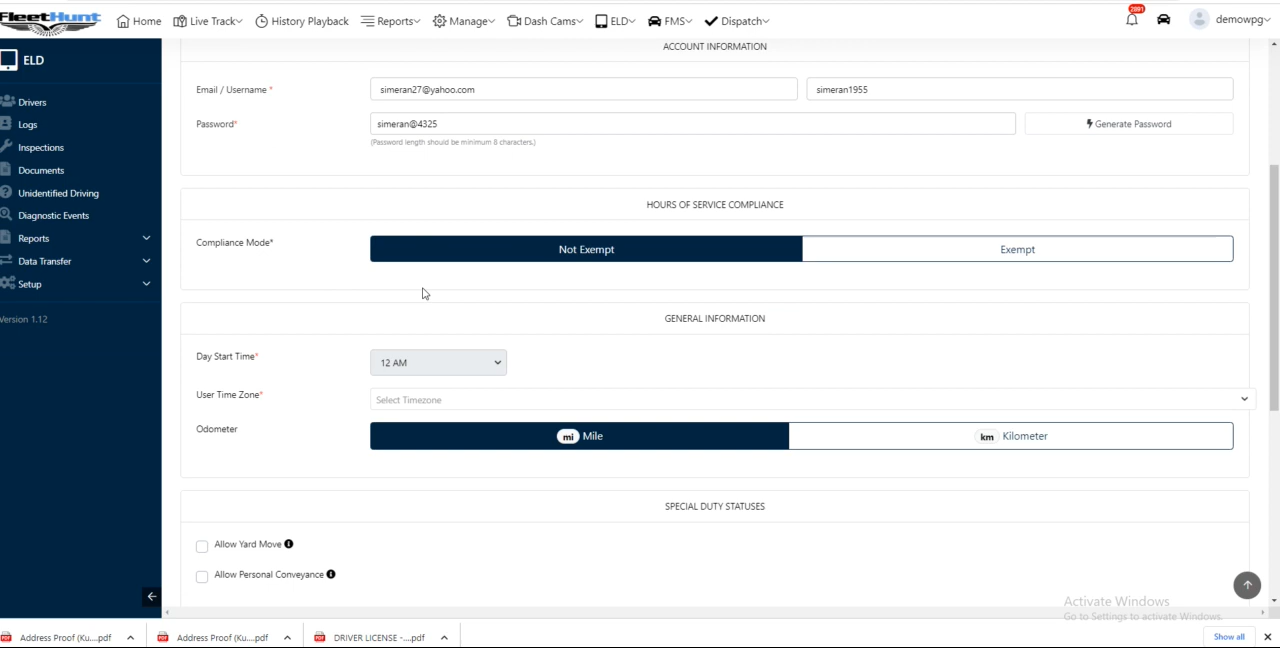 FleetHunt Home Live Track History Playback Reports Manage Dash Cams ELD FMS Dispatch 2891 demowpg
ELD
Drivers
Logs
Inspections
Documents
Unidentified Driving
Diagnostic Events
Reports
Data Transfer
Setup
Version 1.12
ACCOUNT INFORMATION
Email / Username * simeran27@yahoo.com simeran1955
Password* simeran@4325 Generate Password
(Password length should be minimum 8 characters.)
HOURS OF SERVICE COMPLIANCE
Compliance Mode* Not Exempt Exempt
GENERAL INFORMATION
Day Start Time* 12 AM
User Time Zone* Select Timezone
Odometer mi Mile km Kilometer
SPECIAL DUTY STATUSES
Allow Yard Move
Allow Personal Conveyance
Activate Windows
Go to Settings to activate Windows.
Address Proof (Ku....pdf Address Proof (Ku....pdf DRIVER LICENSE -....pdf Show all